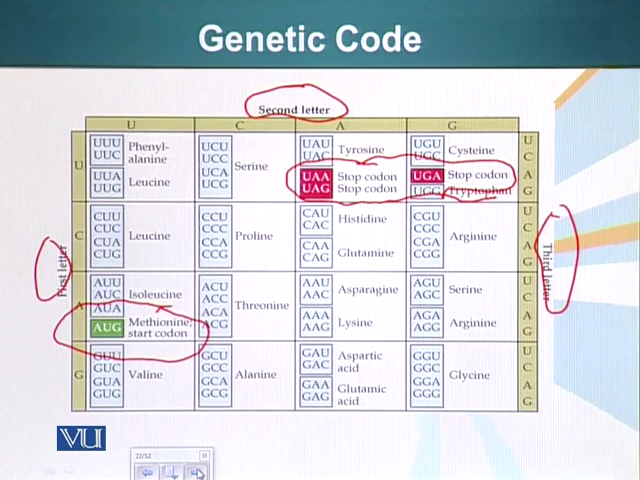 Genetic Code
Second letter
U C A G
First letter
Third letter
U
UUU
UUC
Phenyl-
alanine
UUA
UUG
Leucine
UCU
UCC
UCA
UCG
Serine
UAU
UAC
Tyrosine
UAA Stop codon
UAG Stop codon
UGU
UGC
Cysteine
UGA Stop codon
UGG Tryptophan
U
C
A
G
C
CUU
CUC
CUA
CUG
Leucine
CCU
CCC
CCA
CCG
Proline
CAU
CAC
Histidine
CAA
CAG
Glutamine
CGU
CGC
CGA
CGG
Arginine
U
C
A
G
A
AUU
AUC
AUA
Isoleucine
AUG
Methionine;
start codon
ACU
ACC
ACA
ACG
Threonine
AAU
AAC
Asparagine
AAA
AAG
Lysine
AGU
AGC
Serine
AGA
AGG
Arginine
U
C
A
G
G
GUU
GUC
GUA
GUG
Valine
GCU
GCC
GCA
GCG
Alanine
GAU
GAC
Aspartic
acid
GAA
GAG
Glutamic
acid
GGU
GGC
GGA
GGG
Glycine
U
C
A
G
VU
22/52